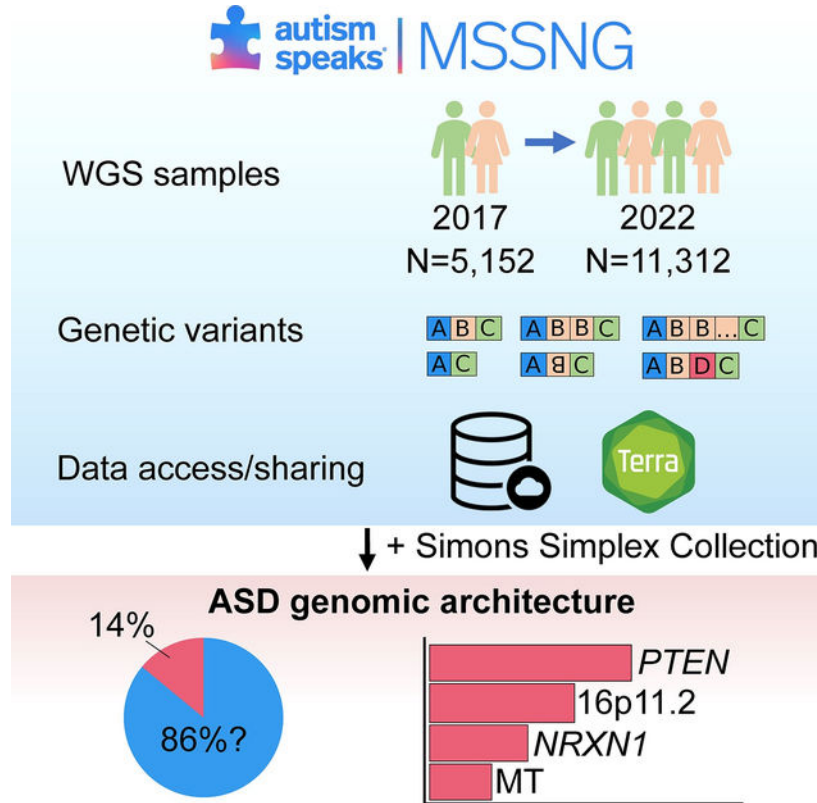 autism speaks | MSSNG
WGS samples
2017
N=5,152
2022
N=11,312
Genetic variants
A B C
A B B C
A B B ... C
A C
A B C
A B D C
Data access/sharing
Terra
+ Simons Simplex Collection
ASD genomic architecture
14%
86%?
PTEN
16p11.2
NRXN1
MT